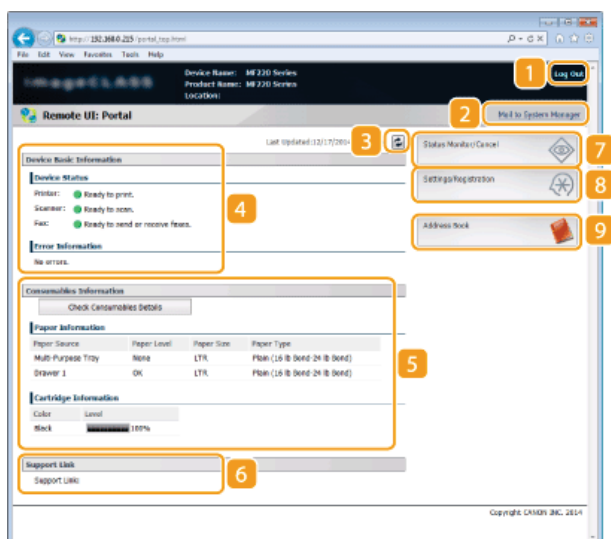 http://192.168.0.215/portal_top.html
File Edit View Favorites Tools Help
imageCLASS
Device Name: MF220 Series
Product Name: MF220 Series
Location:
1
Log Out
Remote UI: Portal
2
Mail to System Manager
Last Updated:12/17/201
3
Status Monitor/Cancel
7
Settings/Registration
8
Address Book
9
Device Basic Information
Device Status
Printer: Ready to print.
Scanner: Ready to scan.
Fax: Ready to send or receive faxes.
4
Error Information
No errors.
Consumables Information
Check Consumables Details
Paper Information
Paper Source Paper Level Paper Size Paper Type
Multi-Purpose Tray None LTR Plain (16 lb Bond-24 lb Bond)
Drawer 1 OK LTR Plain (16 lb Bond-24 lb Bond)
5
Cartridge Information
Color Level
Black 100%
Support Link
Support Link:
6
Copyright CANON INC. 2014